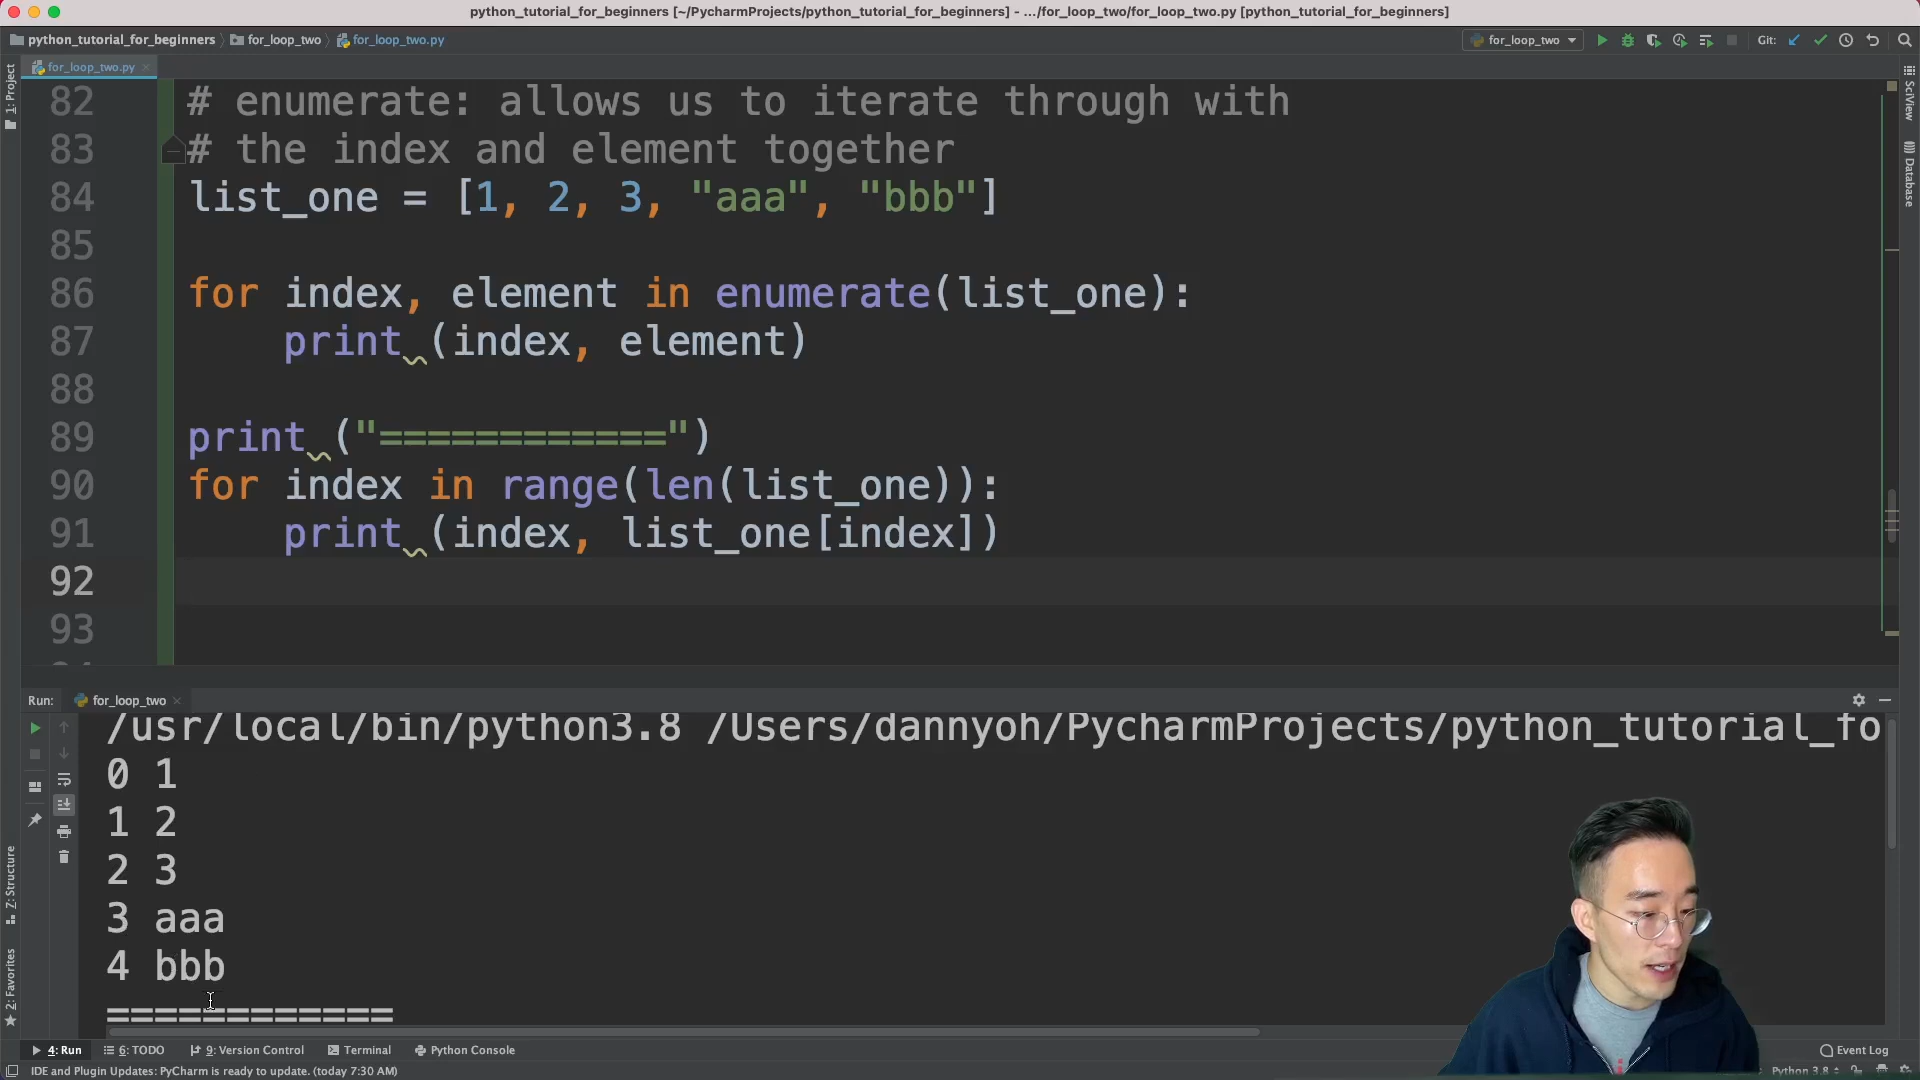 python_tutorial_for_beginners [~/PycharmProjects/python_tutorial_for_beginners] - .../for_loop_two/for_loop_two.py [python_tutorial_for_beginners]
python_tutorial_for_beginners for_loop_two for_loop_two.py for_loop_two Git:
for_loop_two.py
1: Project
SciView
Database
82 # enumerate: allows us to iterate through with
83 # the index and element together
84 list_one = [1, 2, 3, "aaa", "bbb"]
85
86 for index, element in enumerate(list_one):
87 print (index, element)
88
89 print ("============")
90 for index in range(len(list_one)):
91 print (index, list_one[index])
92
93
Run: for_loop_two
/usr/local/bin/python3.8 /Users/dannyoh/PycharmProjects/python_tutorial_fo
0 1
1 2
2 3
3 aaa
4 bbb
============
Z: Structure
2: Favorites
4: Run 6: TODO 9: Version Control Terminal Python Console Event Log
IDE and Plugin Updates: PyCharm is ready to update. (today 7:30 AM) Python 3.8